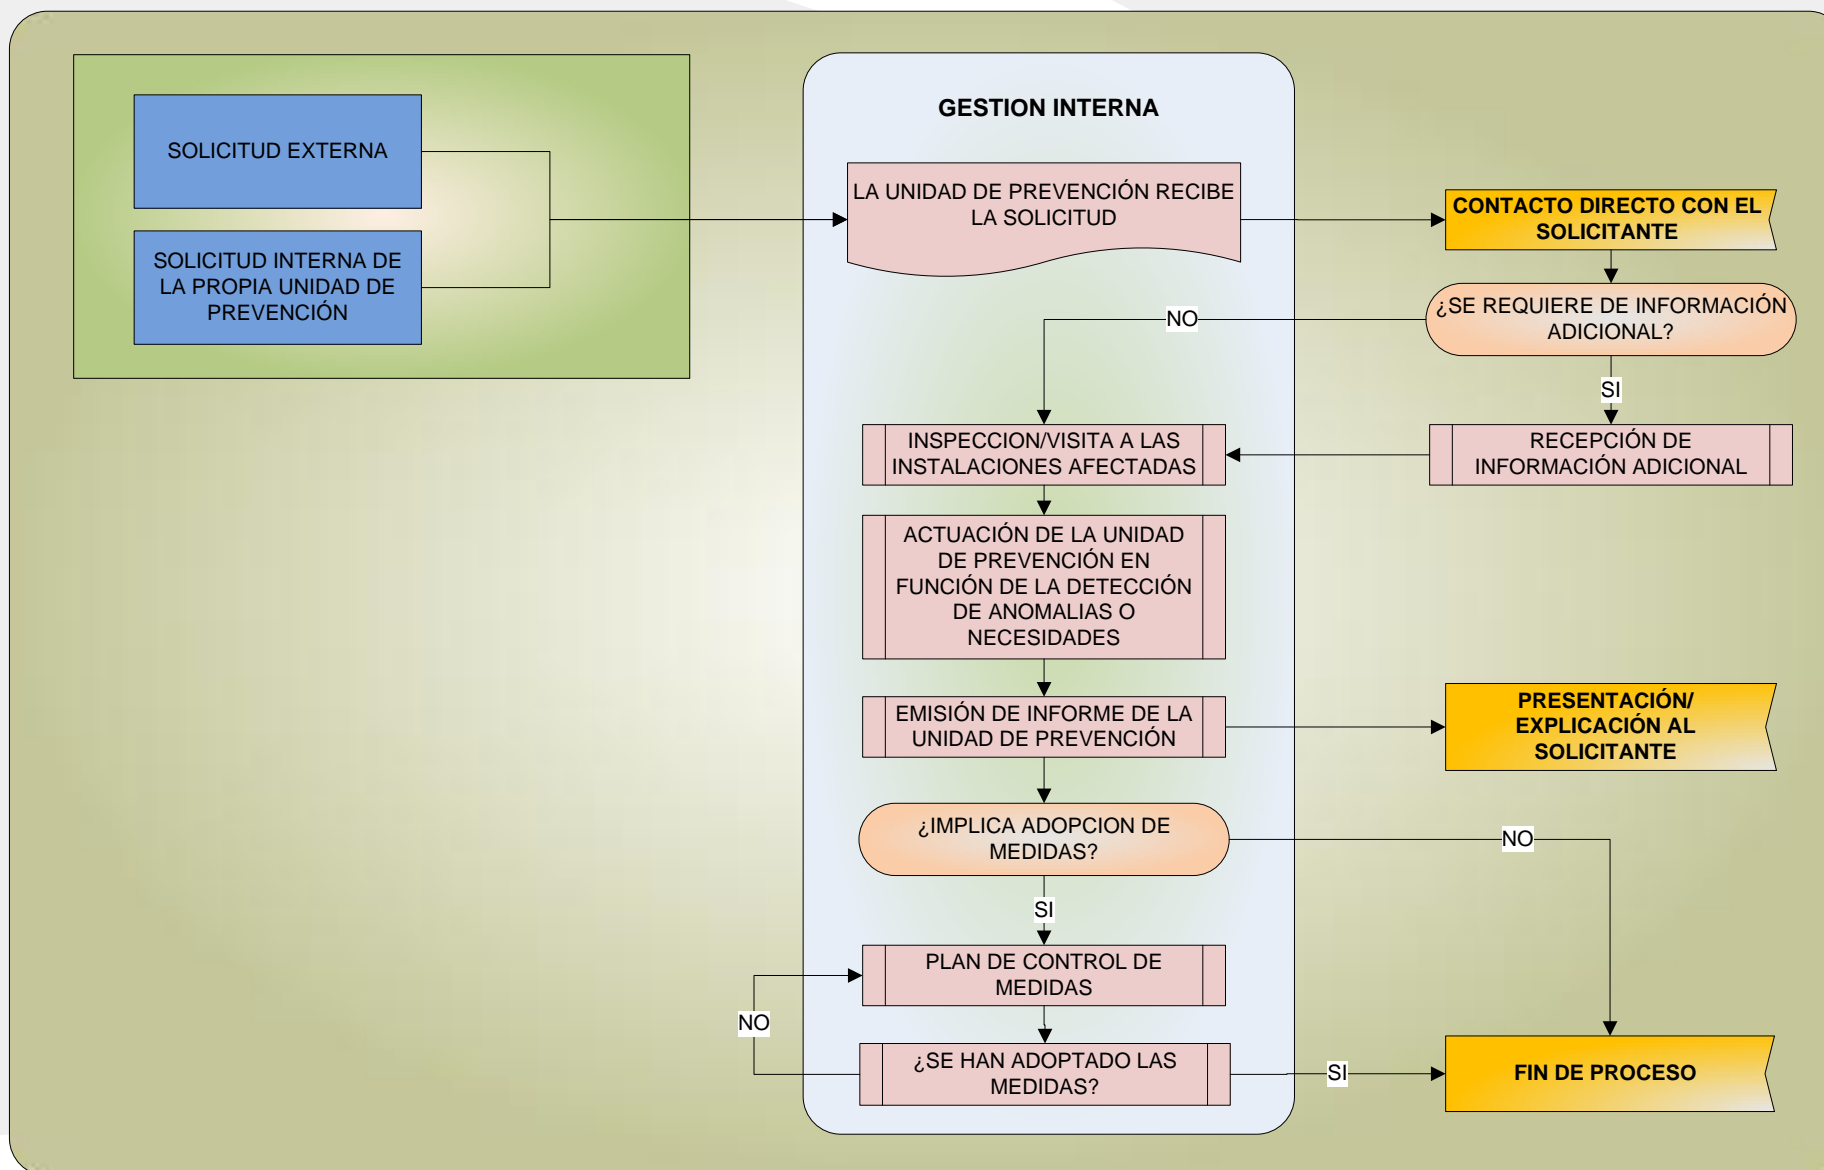 SOLICITUD EXTERNA
SOLICITUD INTERNA DE
LA PROPIA UNIDAD DE
PREVENCIÓN
GESTION INTERNA
LA UNIDAD DE PREVENCIÓN RECIBE
LA SOLICITUD
CONTACTO DIRECTO CON EL
SOLICITANTE
¿SE REQUIERE DE INFORMACIÓN
ADICIONAL?
NO
SI
RECEPCIÓN DE
INFORMACIÓN ADICIONAL
INSPECCION/VISITA A LAS
INSTALACIONES AFECTADAS
ACTUACIÓN DE LA UNIDAD
DE PREVENCIÓN EN
FUNCIÓN DE LA DETECCIÓN
DE ANOMALIAS O
NECESIDADES
EMISIÓN DE INFORME DE LA
UNIDAD DE PREVENCIÓN
PRESENTACIÓN/
EXPLICACIÓN AL
SOLICITANTE
¿IMPLICA ADOPCION DE
MEDIDAS?
NO
SI
PLAN DE CONTROL DE
MEDIDAS
NO
¿SE HAN ADOPTADO LAS
MEDIDAS?
SI
FIN DE PROCESO